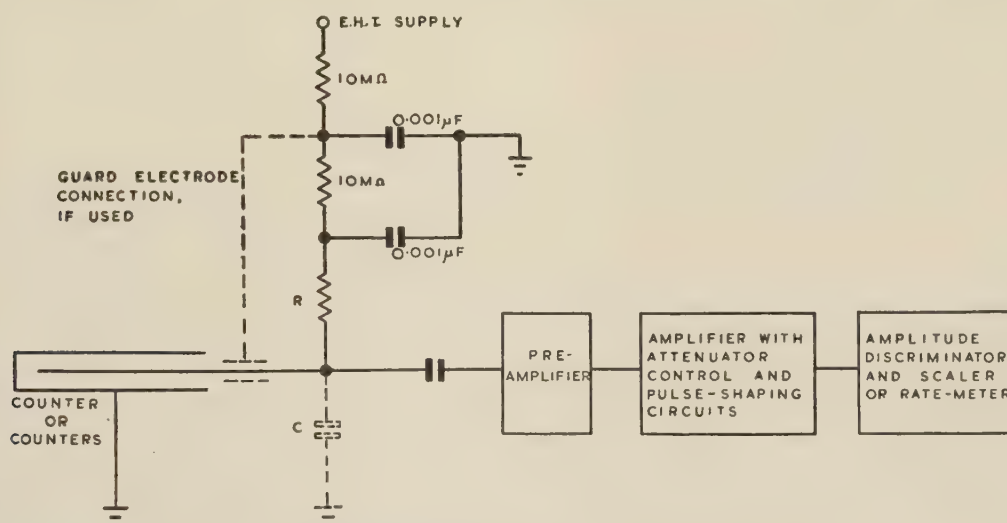 E.H.T. SUPPLY
10MΩ
0·001μF
GUARD ELECTRODE
CONNECTION,
IF USED
10MΩ
0·001μF
R
COUNTER
OR
COUNTERS
C
PRE-
AMPLIFIER
AMPLIFIER WITH
ATTENUATOR
CONTROL AND
PULSE-SHAPING
CIRCUITS
AMPLITUDE
DISCRIMINATOR
AND SCALER
OR RATE-METER